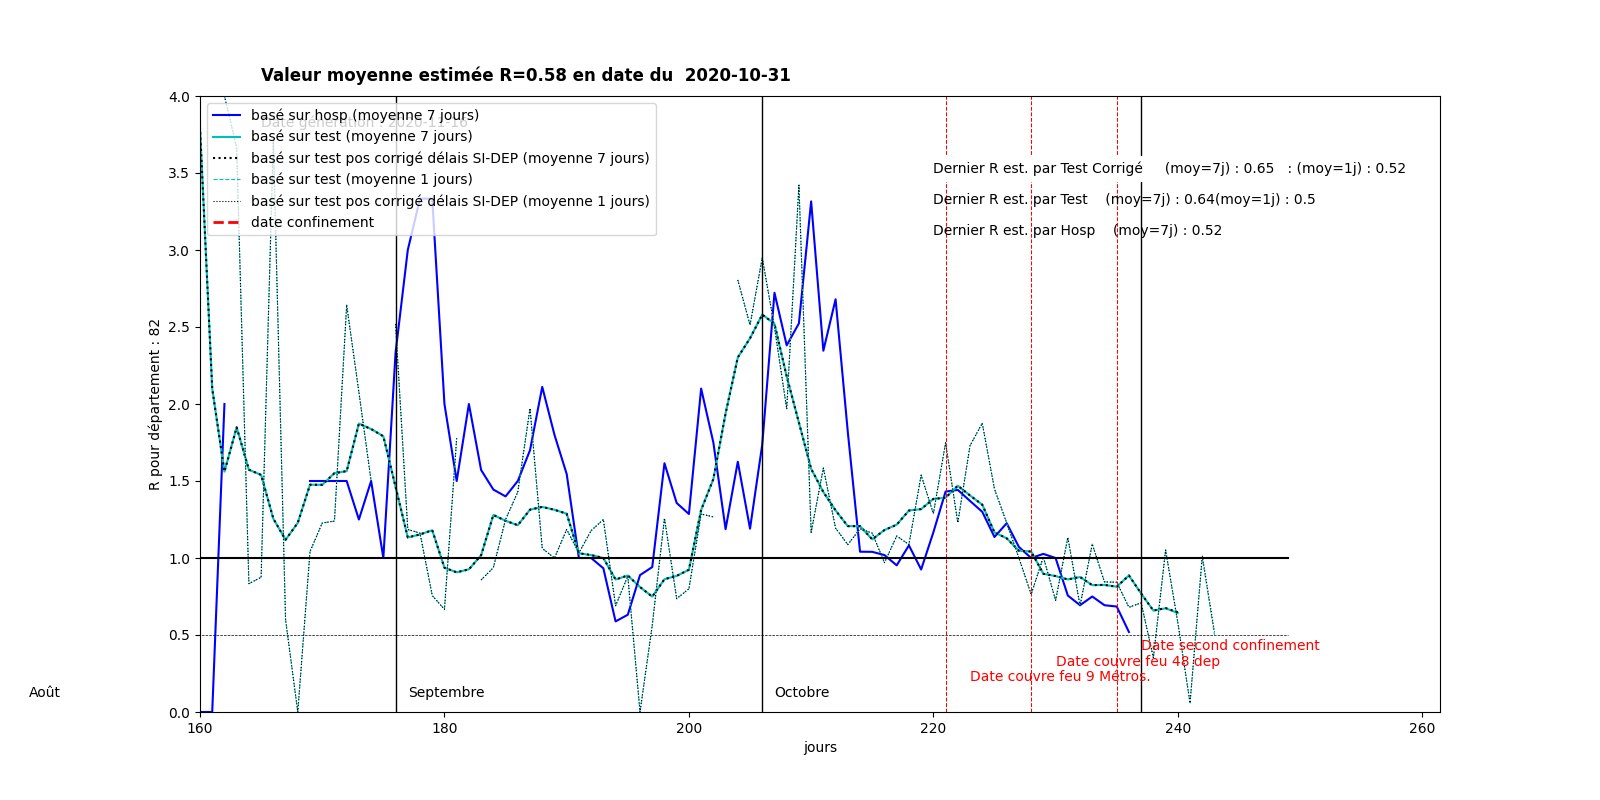 Valeur moyenne estimée R=0.58 en date du  2020-10-31
Date génération : 2020-11-16
basé sur hosp (moyenne 7 jours)
basé sur test (moyenne 7 jours)
basé sur test pos corrigé délais SI-DEP (moyenne 7 jours)
basé sur test (moyenne 1 jours)
basé sur test pos corrigé délais SI-DEP (moyenne 1 jours)
date confinement
Dernier R est. par Test Corrigé     (moy=7j) : 0.65   : (moy=1j) : 0.52
Dernier R est. par Test    (moy=7j) : 0.64(moy=1j) : 0.5
Dernier R est. par Hosp    (moy=7j) : 0.52
4.0
3.5
3.0
2.5
2.0
1.5
1.0
0.5
0.0
R pour département : 82
Date second confinement
Date couvre feu 48 dep
Date couvre feu 9 Métros.
Août
Septembre
Octobre
160
180
200
220
240
260
jours